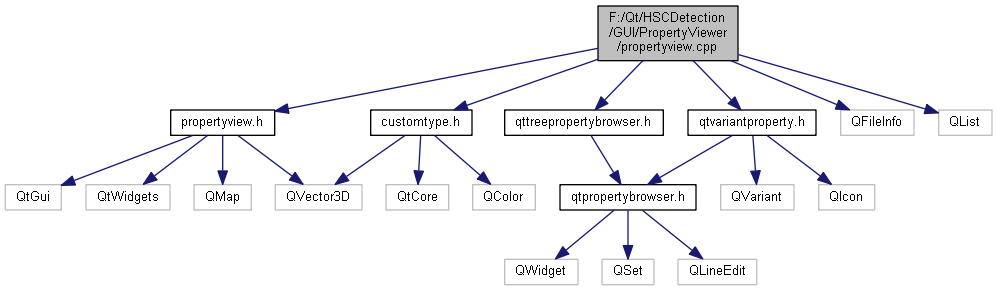 F:/Qt/HSCDetection
/GUI/PropertyViewer
/propertyview.cpp
propertyview.h
customtype.h
qttreepropertybrowser.h
qtvariantproperty.h
QFileInfo
QList
QtGui
QtWidgets
QMap
QVector3D
QtCore
QColor
qtpropertybrowser.h
QVariant
QIcon
QWidget
QSet
QLineEdit